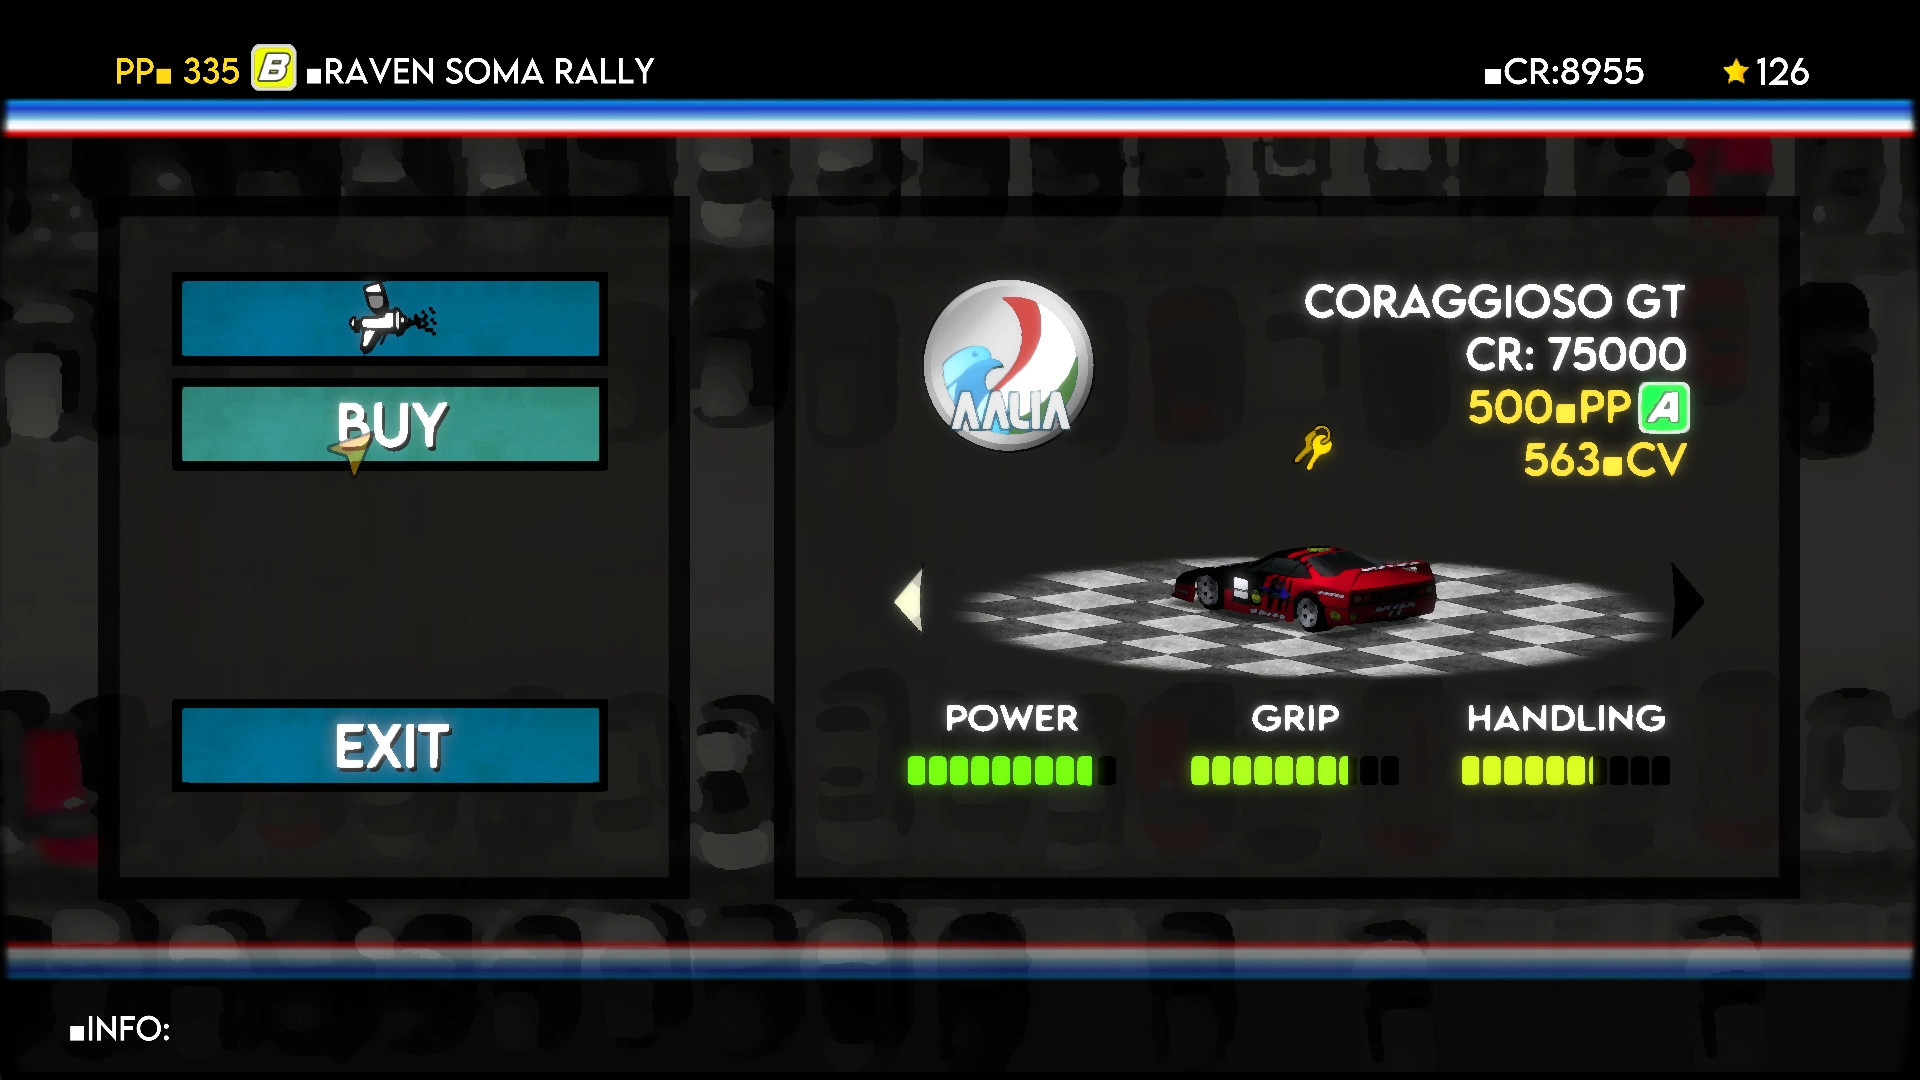 PP■ 335 B ■RAVEN SOMA RALLY
■CR:8955 126
BUY
EXIT
CORAGGIOSO GT
CR: 75000
500■PP A
563■CV
POWER
GRIP
HANDLING
■INFO: